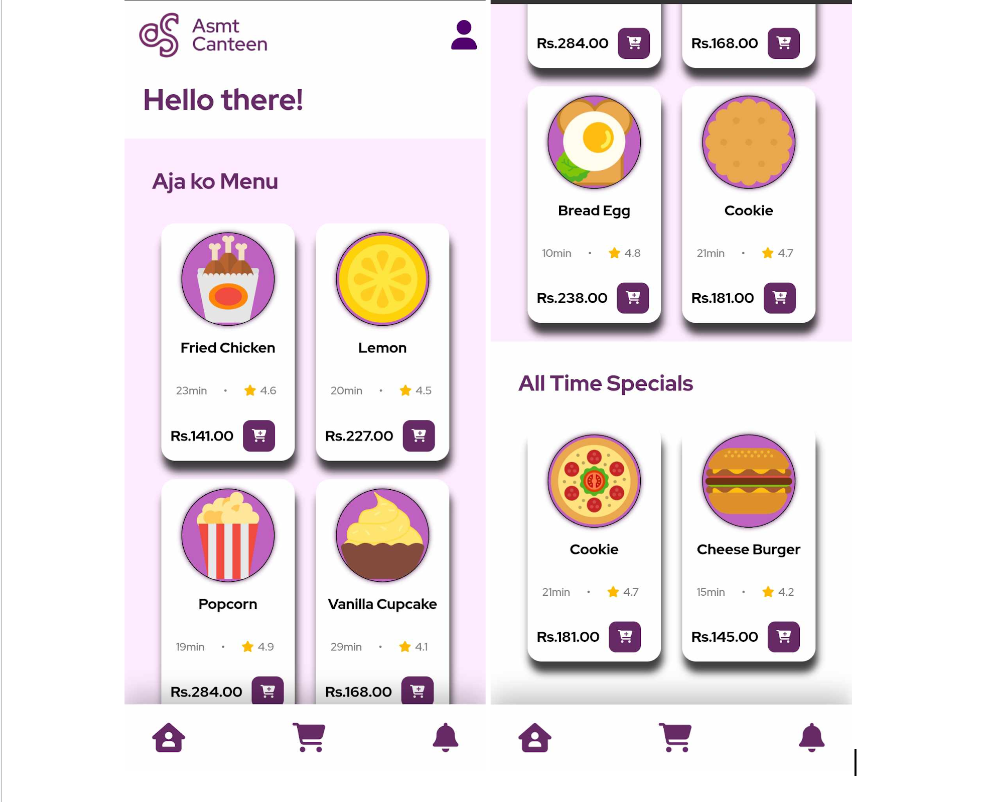 Asmt
Canteen
Hello there!
Aja ko Menu
Fried Chicken
23min • 4.6
Rs.141.00
Lemon
20min • 4.5
Rs.227.00
Popcorn
19min • 4.9
Rs.284.00
Vanilla Cupcake
29min • 4.1
Rs.168.00
Rs.284.00
Rs.168.00
Bread Egg
10min • 4.8
Rs.238.00
Cookie
21min • 4.7
Rs.181.00
All Time Specials
Cookie
21min • 4.7
Rs.181.00
Cheese Burger
15min • 4.2
Rs.145.00